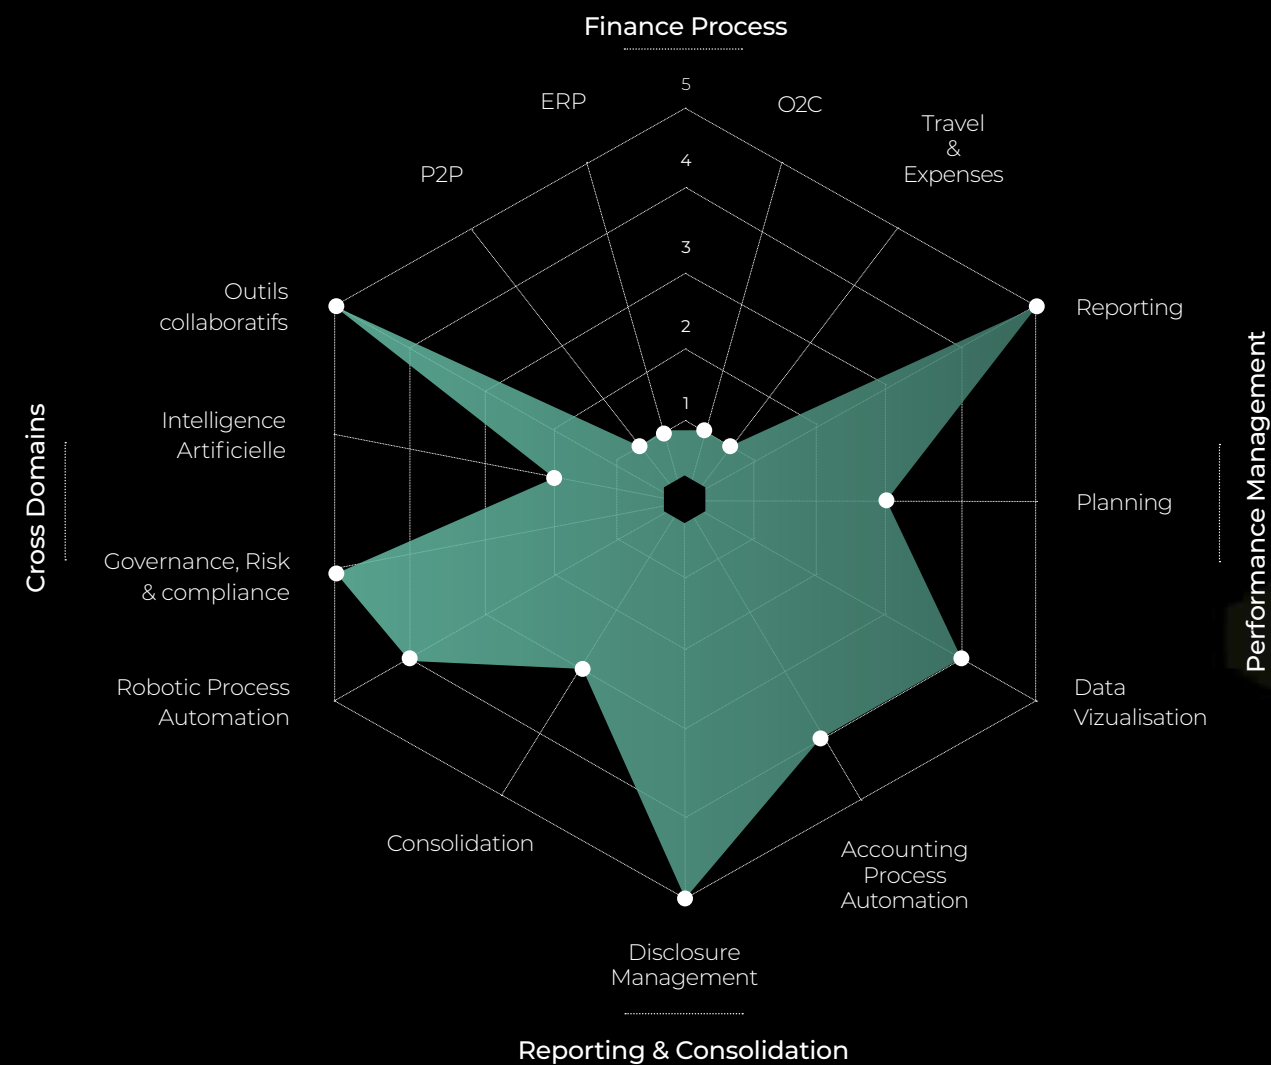 Finance Process
5
ERP
O2C
Travel
&
Expenses
4
P2P
3
Outils
collaboratifs
Reporting
2
1
Intelligence
Artificielle
Cross Domains
Performance Management
Planning
Governance, Risk
& compliance
Robotic Process
Automation
Data
Vizualisation
Consolidation
Accounting
Process
Automation
Disclosure
Management
Reporting & Consolidation